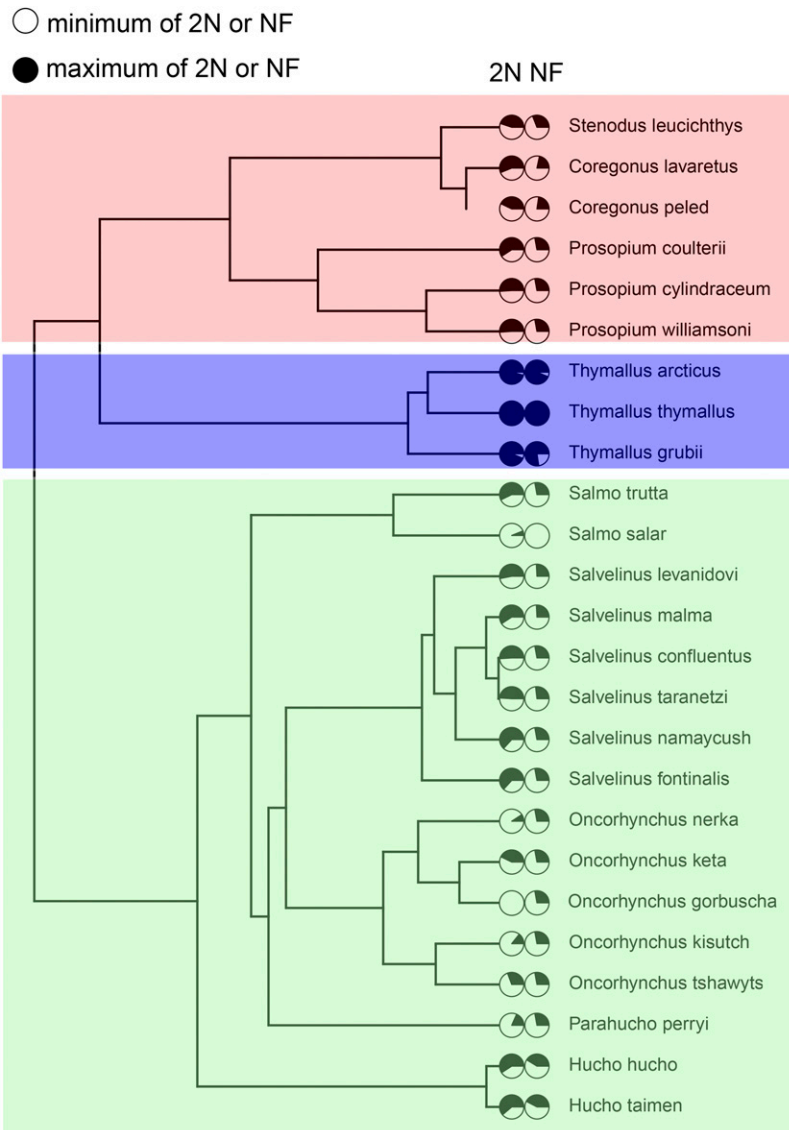 minimum of 2N or NF
maximum of 2N or NF
2N NF
Stenodus leucichthys
Coregonus lavaretus
Coregonus peled
Prosopium coulterii
Prosopium cylindraceum
Prosopium williamsoni
Thymallus arcticus
Thymallus thymallus
Thymallus grubii
Salmo trutta
Salmo salar
Salvelinus levanidovi
Salvelinus malma
Salvelinus confluentus
Salvelinus taranetzi
Salvelinus namaycush
Salvelinus fontinalis
Oncorhynchus nerka
Oncorhynchus keta
Oncorhynchus gorbuscha
Oncorhynchus kisutch
Oncorhynchus tshawyts
Parahucho perryi
Hucho hucho
Hucho taimen